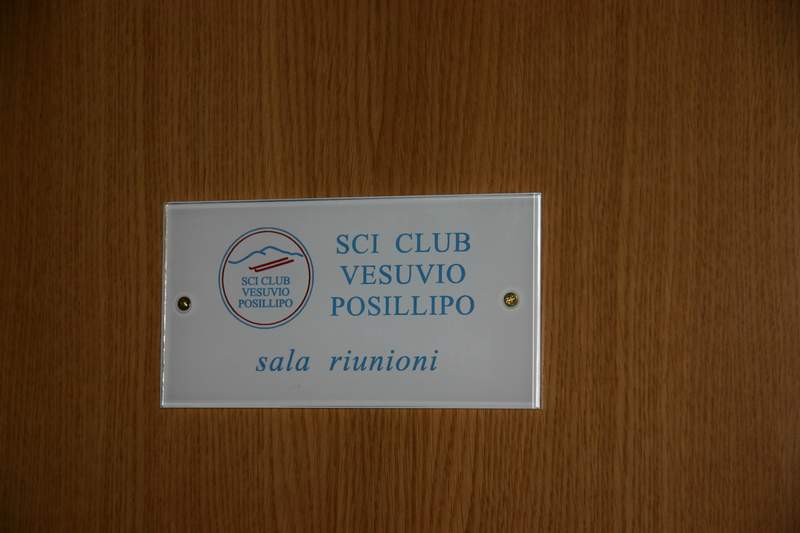 SCI CLUB
VESUVIO
POSILLIPO
SCI CLUB
VESUVIO
POSILLIPO
sala riunioni